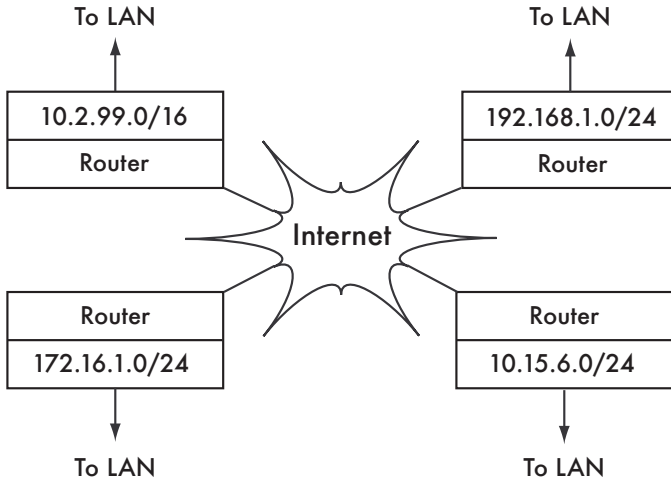 To LAN
To LAN
10.2.99.0/16
192.168.1.0/24
Router
Router
Internet
Router
Router
172.16.1.0/24
10.15.6.0/24
To LAN
To LAN